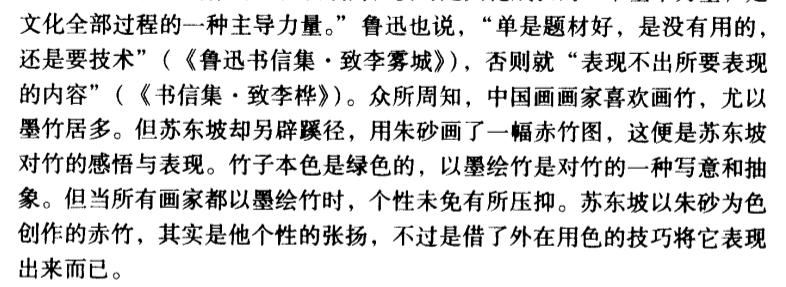 文化全部过程的一种主导力量。”鲁迅也说，“单是题材好，是没有用的，
还是要技术”（《鲁迅书信集·致李雾城》），否则就“表现不出所要表现
的内容”（《书信集·致李桦》）。众所周知，中国画画家喜欢画竹，尤以
墨竹居多。但苏东坡却另辟蹊径，用朱砂画了一幅赤竹图，这便是苏东坡
对竹的感悟与表现。竹子本色是绿色的，以墨绘竹是对竹的一种写意和抽
象。但当所有画家都以墨绘竹时，个性未免有所压抑。苏东坡以朱砂为色
创作的赤竹，其实是他个性的张扬，不过是借了外在用色的技巧将它表现
出来而已。